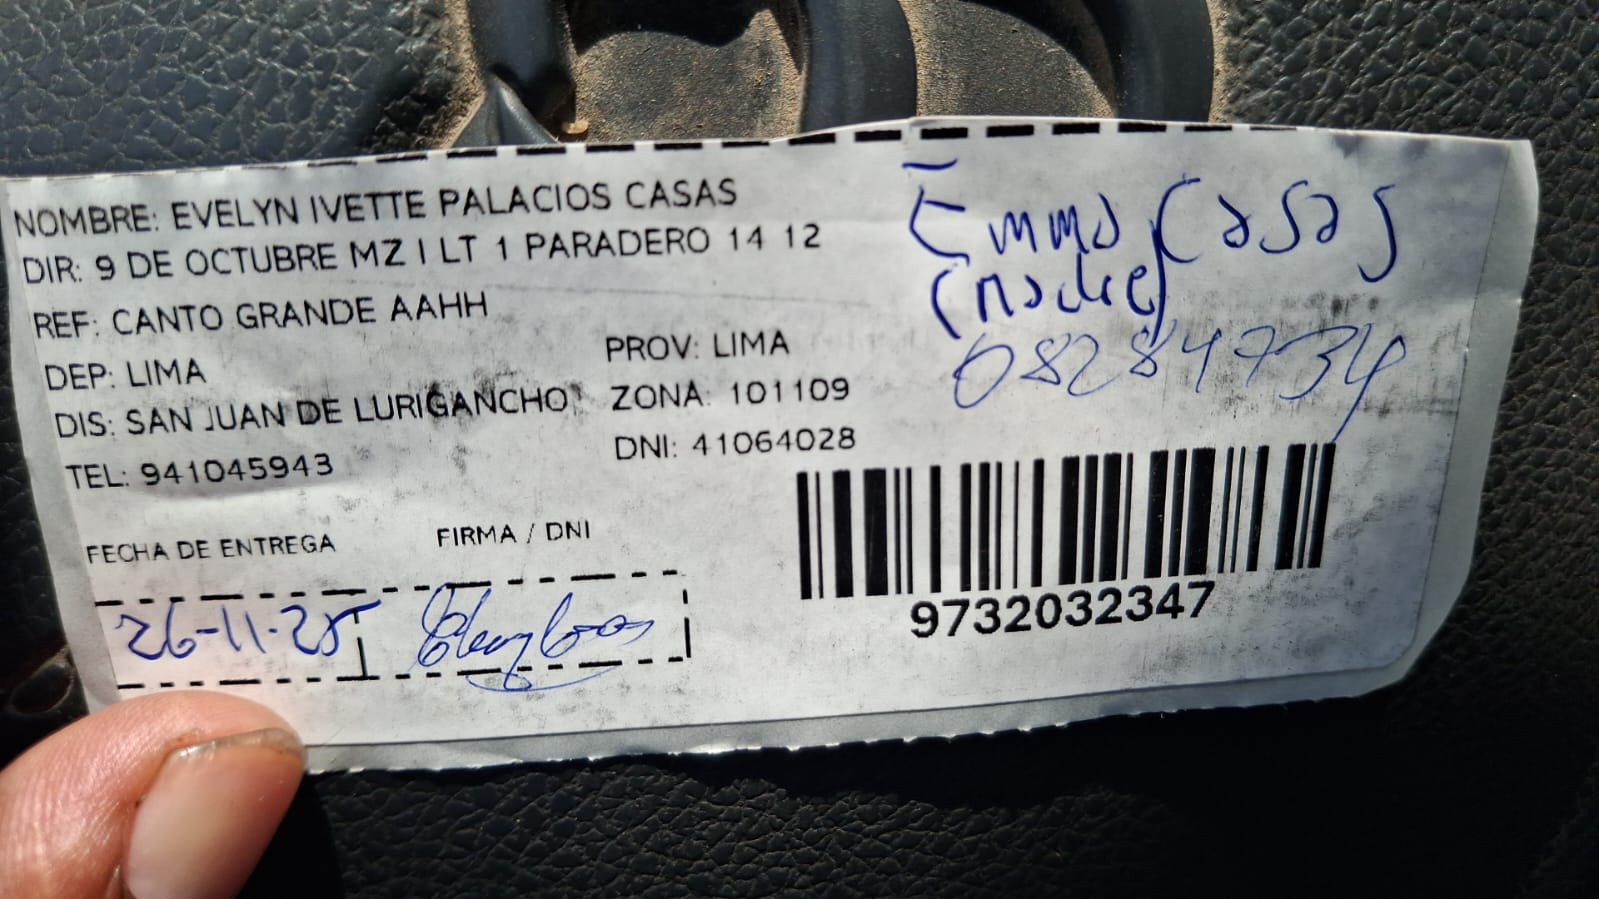 NOMBRE: EVELYN IVETTE PALACIOS CASAS
DIR: 9 DE OCTUBRE MZ I LT 1 PARADERO 14 12
REF: CANTO GRANDE AAHH
DEP: LIMA PROV: LIMA
DIS: SAN JUAN DE LURIGANCHO ZONA: 101109
TEL: 941045943 DNI: 41064028
Emma Casas
(madre)
08284734
FECHA DE ENTREGA FIRMA / DNI
26-11-25
9732032347